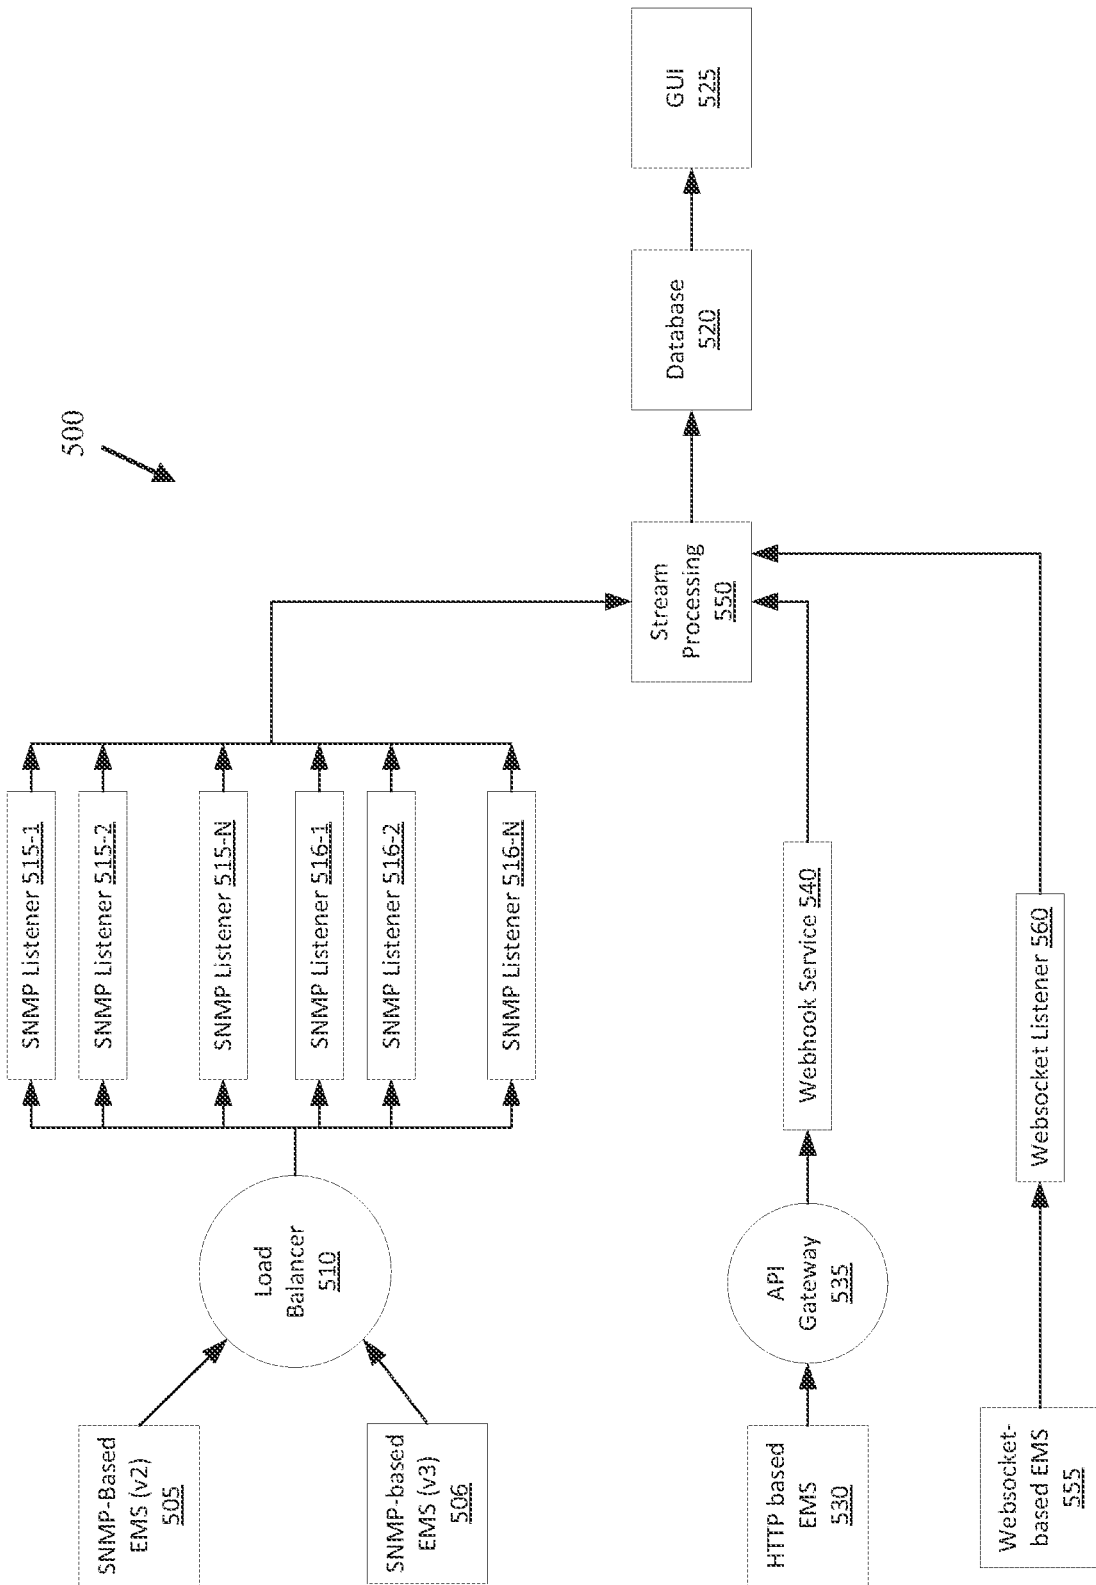 500
SNMP-Based
EMS (v2)
505
SNMP-based
EMS (v3)
506
Load
Balancer
510
SNMP Listener 515-1
SNMP Listener 515-2
SNMP Listener 515-N
SNMP Listener 516-1
SNMP Listener 516-2
SNMP Listener 516-N
Stream
Processing
550
Database
520
GUI
525
HTTP based
EMS
530
API
Gateway
535
Webhook Service 540
Websocket-
based EMS
555
Websocket Listener 560